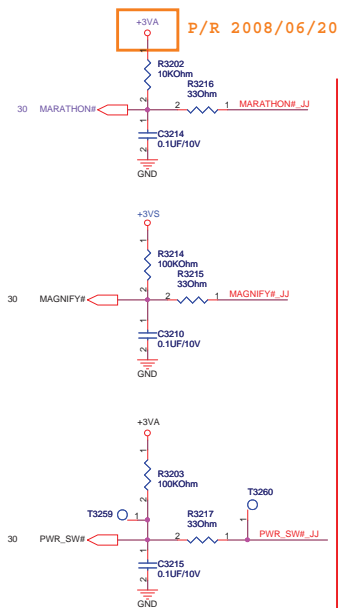 +3VA P/R 2008/06/20
1
R3202
10KOhm
2
R3216
33Ohm
30 MARATHON# 2 1 MARATHON#_JJ
1
C3214
0.1UF/10V
2
GND
+3VS
1
R3214
100KOhm
2
R3215
33Ohm
30 MAGNIFY# 2 1 MAGNIFY#_JJ
1
C3210
0.1UF/10V
2
GND
+3VA
1
R3203
100KOhm
2
T3260
T3259 1
1
R3217
33Ohm
30 PWR_SW# 2 1 PWR_SW#_JJ
1
C3215
0.1UF/10V
2
GND